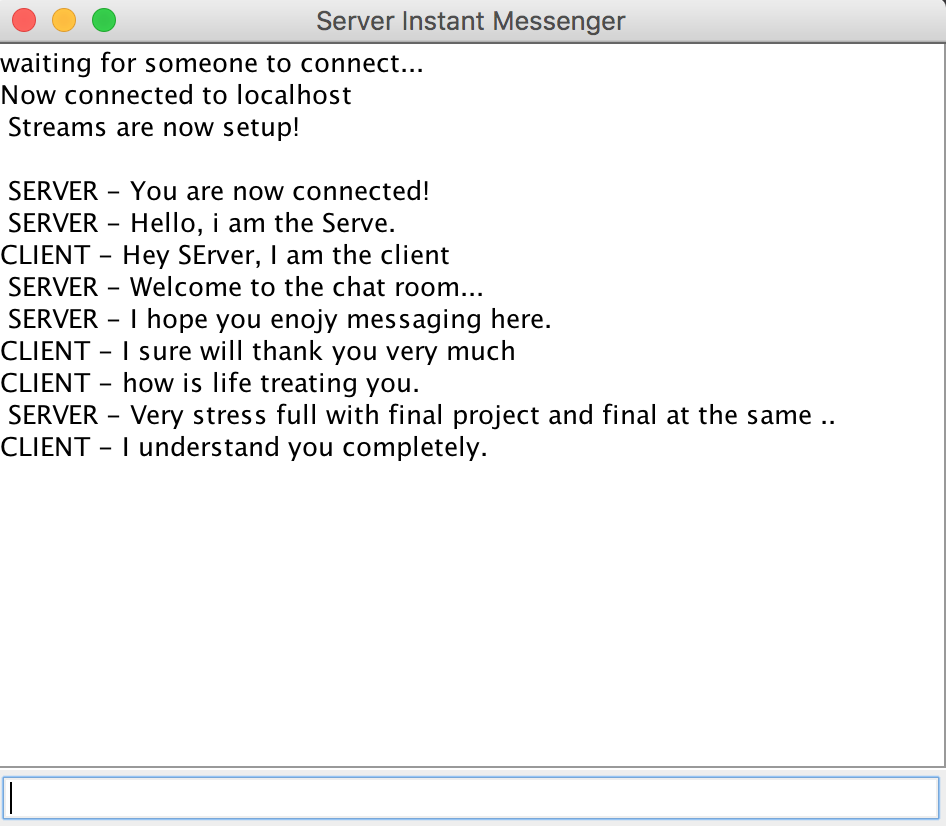 Server Instant Messenger
waiting for someone to connect...
Now connected to localhost
Streams are now setup!
SERVER – You are now connected!
SERVER – Hello, i am the Serve.
CLIENT – Hey SErver, I am the client
SERVER – Welcome to the chat room...
SERVER – I hope you enojy messaging here.
CLIENT – I sure will thank you very much
CLIENT – how is life treating you.
SERVER – Very stress full with final project and final at the same ..
CLIENT – I understand you completely.